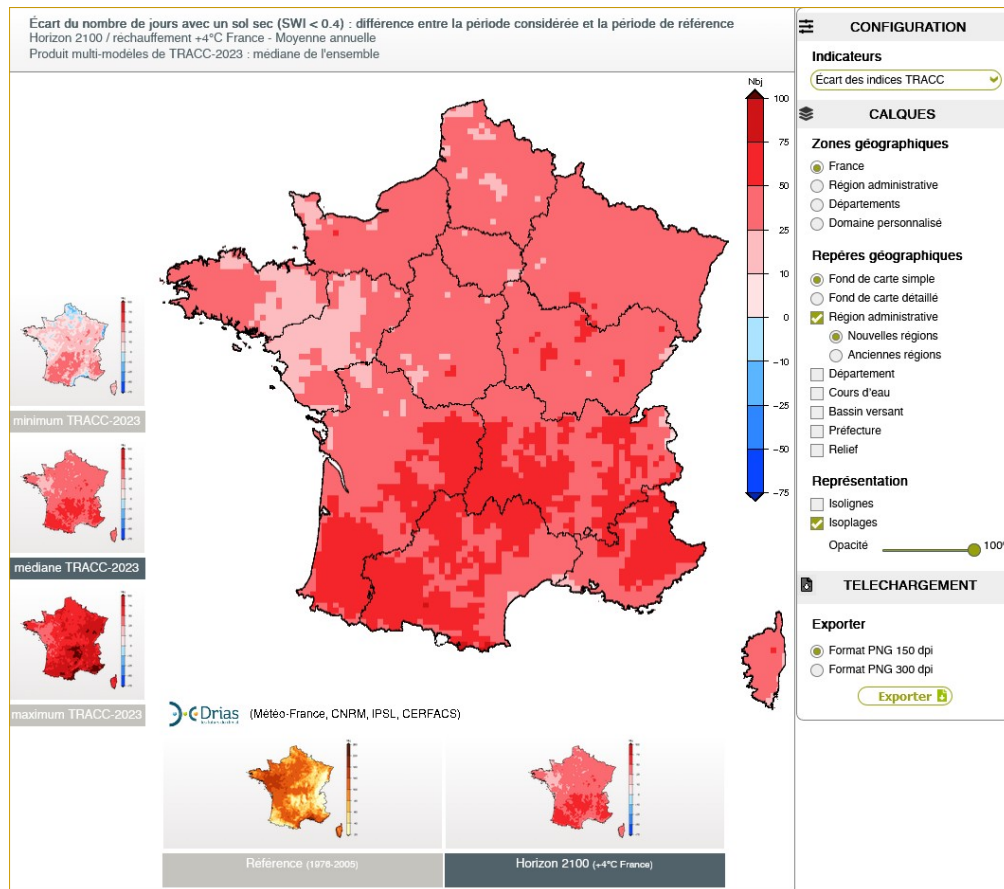 Écart du nombre de jours avec un sol sec (SWI < 0.4) : différence entre la période considérée et la période de référence
Horizon 2100 / réchauffement +4°C France - Moyenne annuelle
Produit multi-modèles de TRACC-2023 : médiane de l'ensemble
Nbj
100
75
50
25
10
0
−10
−25
−50
−75
minimum TRACC-2023
médiane TRACC-2023
maximum TRACC-2023
Drias
(Météo-France, CNRM, IPSL, CERFACS)
Référence (1976-2005)
Horizon 2100 (+4°C France)
CONFIGURATION
Indicateurs
Écart des indices TRACC
CALQUES
Zones géographiques
France
Région administrative
Départements
Domaine personnalisé
Repères géographiques
Fond de carte simple
Fond de carte détaillé
Région administrative
Nouvelles régions
Anciennes régions
Département
Cours d'eau
Bassin versant
Préfecture
Relief
Représentation
Isolignes
Isoplages
Opacité 100%
TELECHARGEMENT
Exporter
Format PNG 150 dpi
Format PNG 300 dpi
Exporter